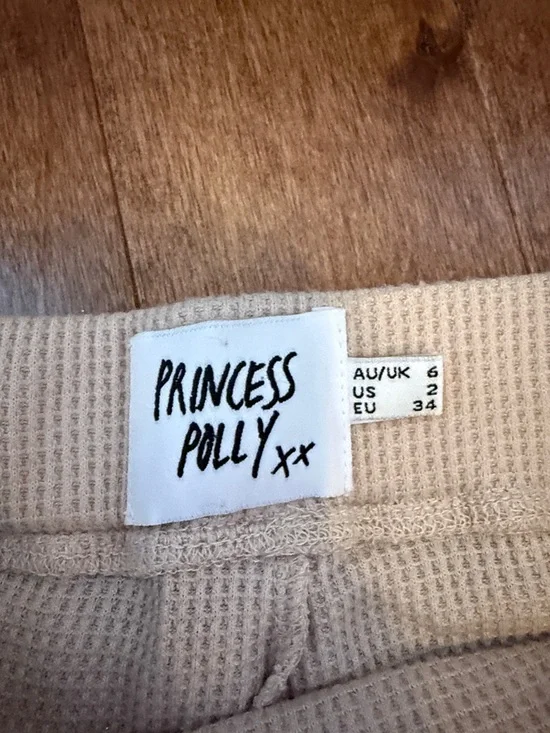 PRINCESS
POLLY xx
AU/UK 6
US 2
EU 34